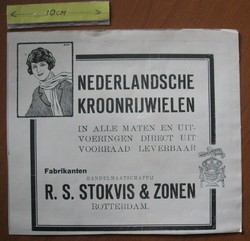 10CM
NEDERLANDSCHE
KROONRIJWIELEN
IN ALLE MATEN EN UIT-
VOERINGEN DIRECT UIT
VOORRAAD LEVERBAAR
Fabrikanten
HANDELMAATSCHAPPIJ
R. S. STOKVIS & ZONEN
ROTTERDAM.